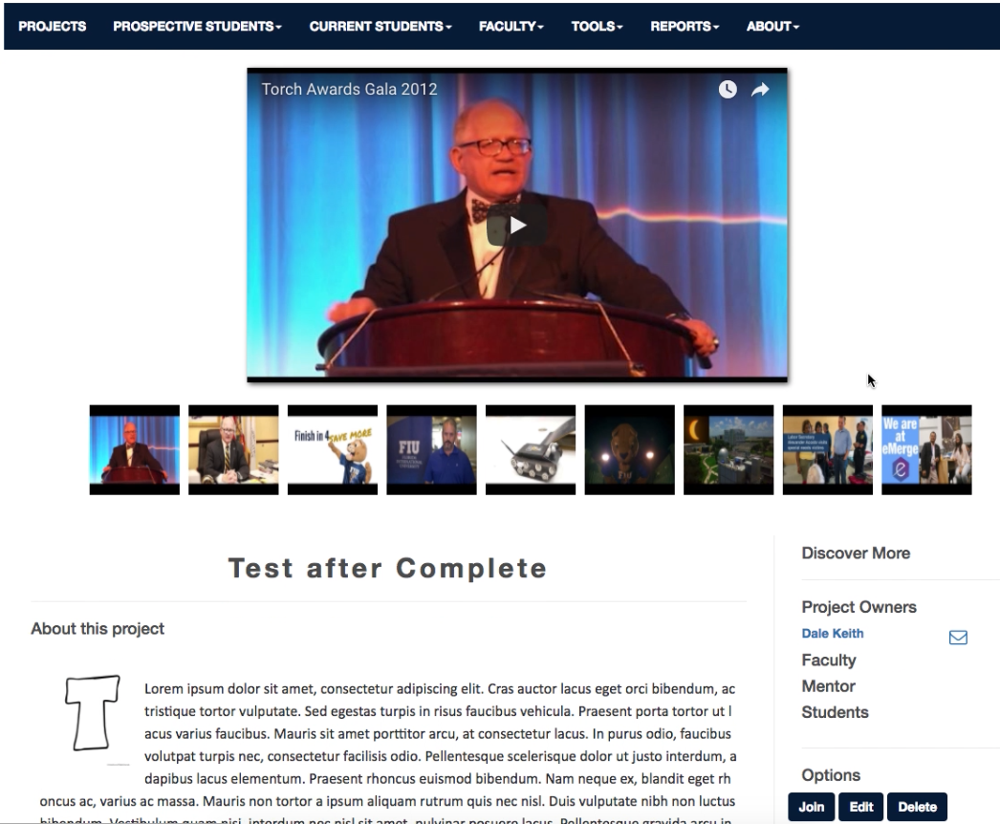 PROJECTS PROSPECTIVE STUDENTS CURRENT STUDENTS FACULTY TOOLS REPORTS ABOUT
Torch Awards Gala 2012
Finish in 4 SAVE MORE
FIU
FIU
We are
at
eMerge
Test after Complete
About this project
T
Lorem ipsum dolor sit amet, consectetur adipiscing elit. Cras auctor lacus eget orci bibendum, ac
tristique tortor vulputate. Sed egestas turpis in risus faucibus vehicula. Praesent porta tortor ut l
acus varius faucibus. Mauris sit amet porttitor arcu, at consectetur lacus. In purus odio, faucibus
volutpat turpis nec, consectetur facilisis odio. Pellentesque scelerisque dolor ut justo interdum, a
dapibus lacus elementum. Praesent rhoncus euismod bibendum. Nam neque ex, blandit eget rh
oncus ac, varius ac massa. Mauris non tortor a ipsum aliquam rutrum quis nec nisl. Duis vulputate nibh non luctus
bibendum. Vestibulum quam nisi, interdum nec nisl sit amet, pulvinar posuere lacus. Pellentesque gravida arcu in
Discover More
Project Owners
Dale Keith
Faculty
Mentor
Students
Options
Join Edit Delete